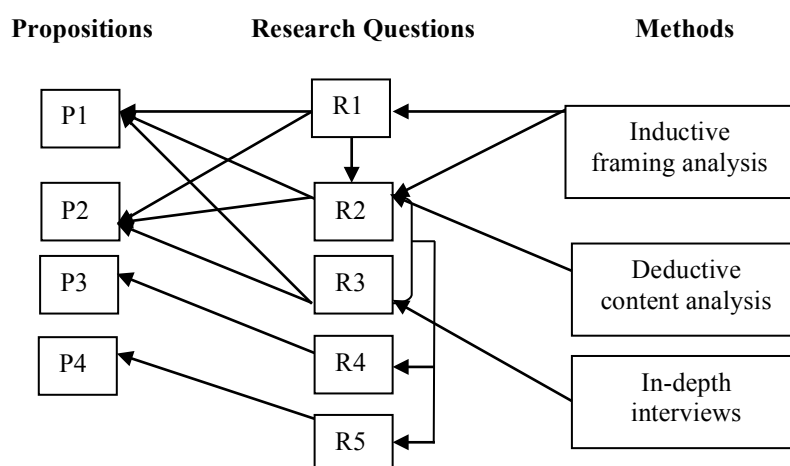 Propositions Research Questions Methods
P1
P2
P3
P4
R1
R2
R3
R4
R5
Inductive
framing analysis
Deductive
content analysis
In-depth
interviews